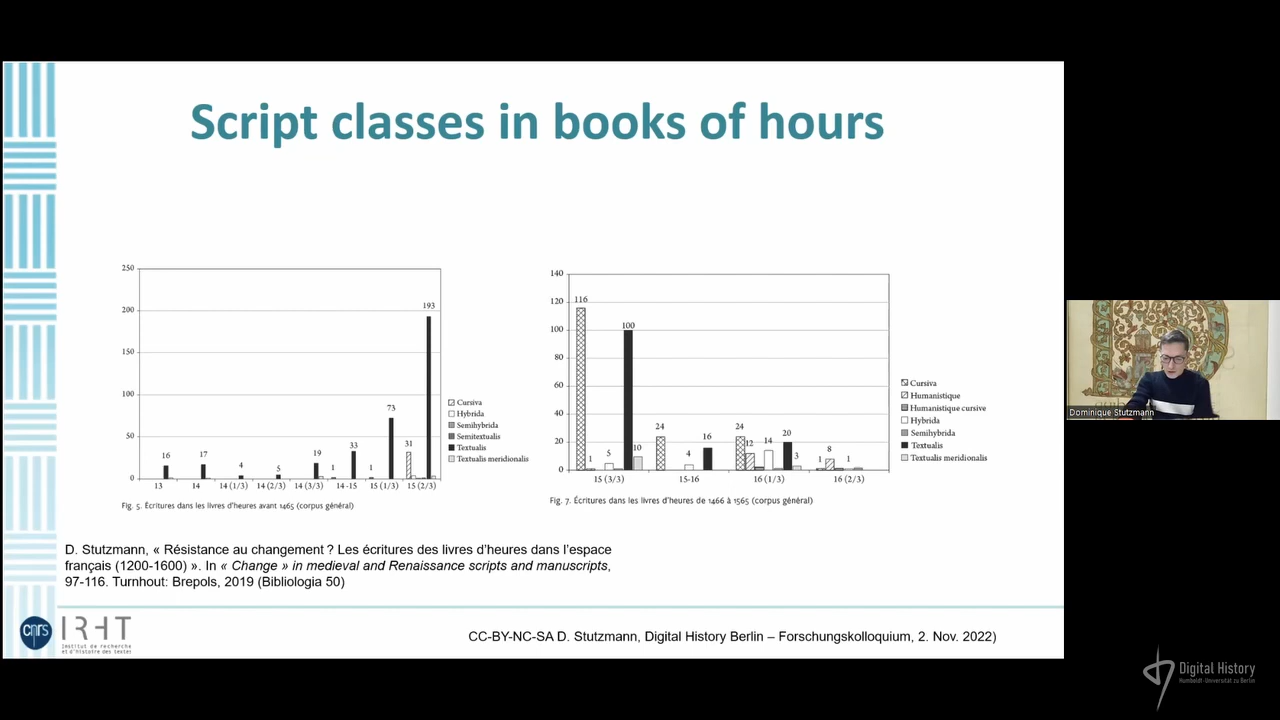 Script classes in books of hours
250
200
150
100
50
0
16
17
4
5
19
1
33
1
73
31
193
13
14
14 (1/3)
14 (2/3)
14 (3/3)
14 -15
15 (1/3)
15 (2/3)
Cursiva
Hybrida
Semihybrida
Semitextualis
Textualis
Textualis meridionalis
Fig. 5. Écritures dans les livres d'heures avant 1465 (corpus général)
140
120
100
80
60
40
20
0
116
1
5
100
10
24
4
16
24
12
14
20
3
1
8
1
15 (3/3)
15-16
16 (1/3)
16 (2/3)
Cursiva
Humanistique
Humanistique cursive
Hybrida
Semihybrida
Textualis
Textualis meridionalis
Fig. 7. Écritures dans les livres d'heures de 1466 à 1565 (corpus général)
D. Stutzmann, « Résistance au changement ? Les écritures des livres d'heures dans l'espace
français (1200-1600) ». In « Change » in medieval and Renaissance scripts and manuscripts,
97-116. Turnhout: Brepols, 2019 (Bibliologia 50)
cnrs
IRHT
Institut de recherche
et d'histoire des textes
CC-BY-NC-SA D. Stutzmann, Digital History Berlin – Forschungskolloquium, 2. Nov. 2022)
Dominique Stutzmann
Digital History
Humboldt-Universität zu Berlin